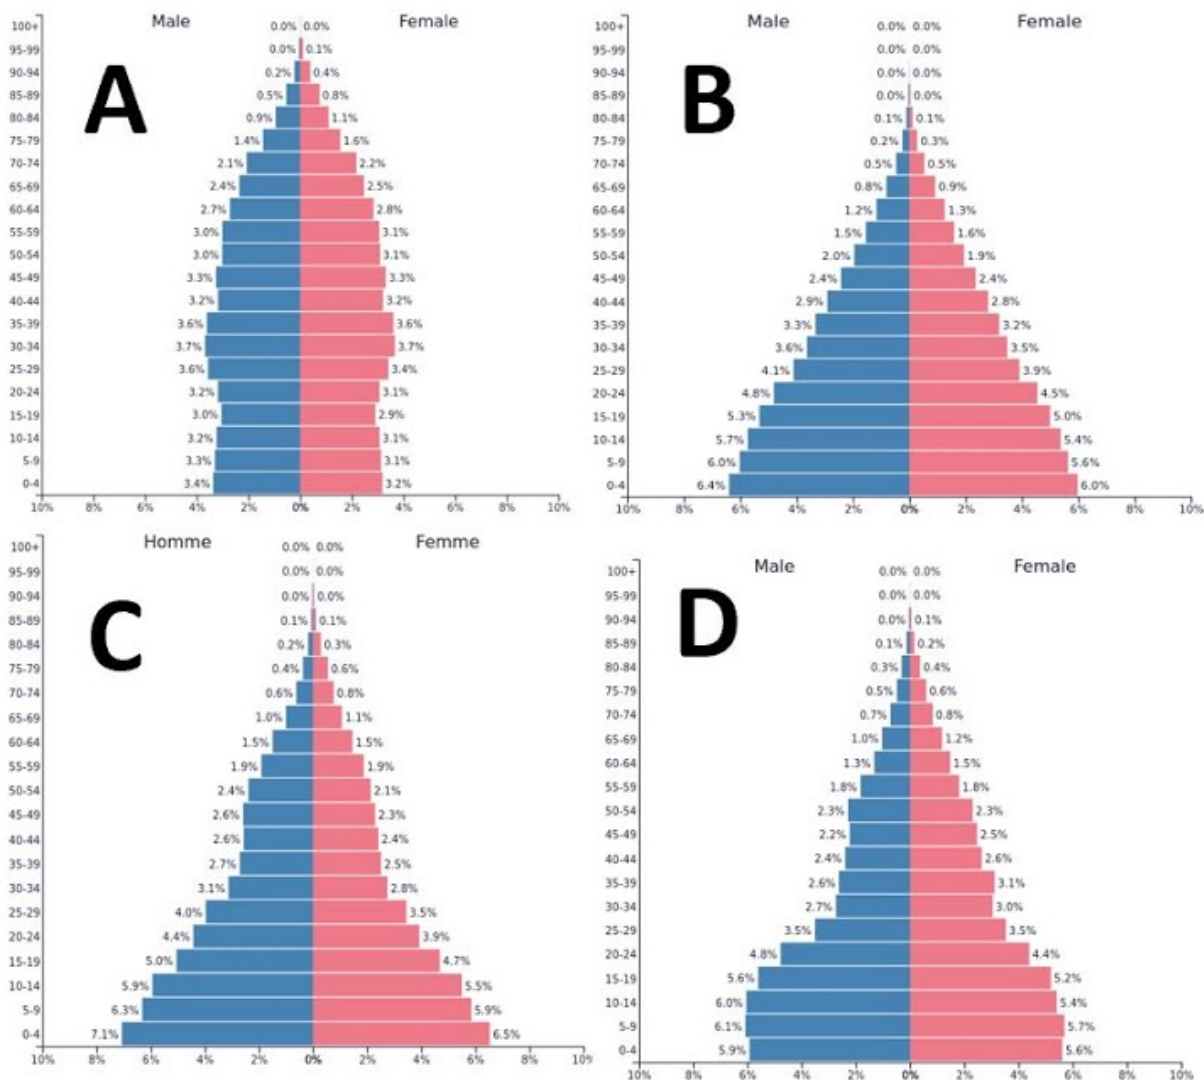 A
Male Female
100+ 0.0% 0.0%
95-99 0.0% 0.1%
90-94 0.2% 0.4%
85-89 0.5% 0.8%
80-84 0.9% 1.1%
75-79 1.4% 1.6%
70-74 2.1% 2.2%
65-69 2.4% 2.5%
60-64 2.7% 2.8%
55-59 3.0% 3.1%
50-54 3.0% 3.1%
45-49 3.3% 3.3%
40-44 3.2% 3.2%
35-39 3.6% 3.6%
30-34 3.7% 3.7%
25-29 3.6% 3.4%
20-24 3.2% 3.1%
15-19 3.0% 2.9%
10-14 3.2% 3.1%
5-9 3.3% 3.1%
0-4 3.4% 3.2%
10% 8% 6% 4% 2% 0% 2% 4% 6% 8% 10%
B
Male Female
100+ 0.0% 0.0%
95-99 0.0% 0.0%
90-94 0.0% 0.0%
85-89 0.0% 0.0%
80-84 0.1% 0.1%
75-79 0.2% 0.3%
70-74 0.5% 0.5%
65-69 0.8% 0.9%
60-64 1.2% 1.3%
55-59 1.5% 1.6%
50-54 2.0% 1.9%
45-49 2.4% 2.4%
40-44 2.9% 2.8%
35-39 3.3% 3.2%
30-34 3.6% 3.5%
25-29 4.1% 3.9%
20-24 4.8% 4.5%
15-19 5.3% 5.0%
10-14 5.7% 5.4%
5-9 6.0% 5.6%
0-4 6.4% 6.0%
10% 8% 6% 4% 2% 0% 2% 4% 6% 8% 10%
C
Homme Femme
100+ 0.0% 0.0%
95-99 0.0% 0.0%
90-94 0.0% 0.0%
85-89 0.1% 0.1%
80-84 0.2% 0.3%
75-79 0.4% 0.6%
70-74 0.6% 0.8%
65-69 1.0% 1.1%
60-64 1.5% 1.5%
55-59 1.9% 1.9%
50-54 2.4% 2.1%
45-49 2.6% 2.3%
40-44 2.6% 2.4%
35-39 2.7% 2.5%
30-34 3.1% 2.8%
25-29 4.0% 3.5%
20-24 4.4% 3.9%
15-19 5.0% 4.7%
10-14 5.9% 5.5%
5-9 6.3% 5.9%
0-4 7.1% 6.5%
10% 8% 6% 4% 2% 0% 2% 4% 6% 8% 10%
D
Male Female
100+ 0.0% 0.0%
95-99 0.0% 0.0%
90-94 0.0% 0.1%
85-89 0.1% 0.2%
80-84 0.3% 0.4%
75-79 0.5% 0.6%
70-74 0.7% 0.8%
65-69 1.0% 1.2%
60-64 1.3% 1.5%
55-59 1.8% 1.8%
50-54 2.3% 2.3%
45-49 2.2% 2.5%
40-44 2.4% 2.6%
35-39 2.6% 3.1%
30-34 2.7% 3.0%
25-29 3.5% 3.5%
20-24 4.8% 4.4%
15-19 5.6% 5.2%
10-14 6.0% 5.4%
5-9 6.1% 5.7%
0-4 5.9% 5.6%
10% 8% 6% 4% 2% 0% 2% 4% 6% 8% 10%